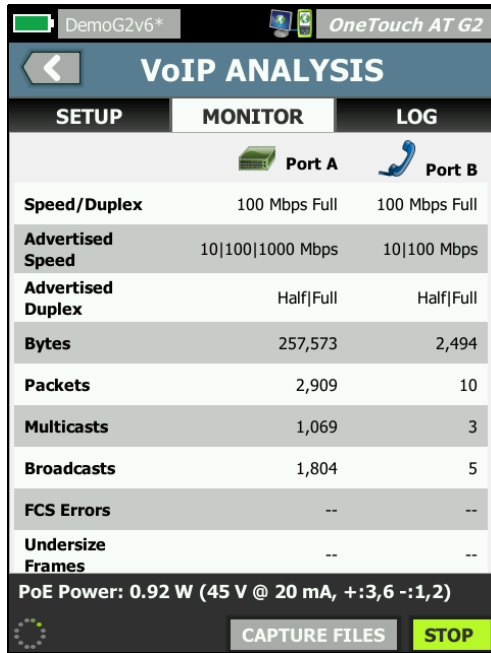 DemoG2v6* OneTouch AT G2
VoIP ANALYSIS
SETUP MONITOR LOG
Port A Port B
Speed/Duplex 100 Mbps Full 100 Mbps Full
Advertised
Speed 10|100|1000 Mbps 10|100 Mbps
Advertised
Duplex Half|Full Half|Full
Bytes 257,573 2,494
Packets 2,909 10
Multicasts 1,069 3
Broadcasts 1,804 5
FCS Errors -- --
Undersize
Frames -- --
PoE Power: 0.92 W (45 V @ 20 mA, +:3,6 -:1,2)
CAPTURE FILES STOP